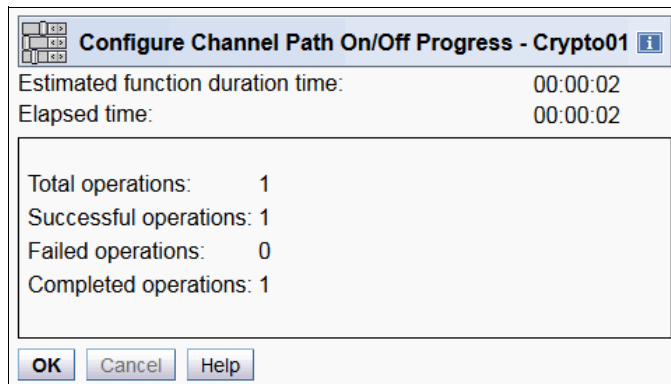 Configure Channel Path On/Off Progress - Crypto01 i
Estimated function duration time: 00:00:02
Elapsed time: 00:00:02
Total operations: 1
Successful operations: 1
Failed operations: 0
Completed operations: 1
OK Cancel Help